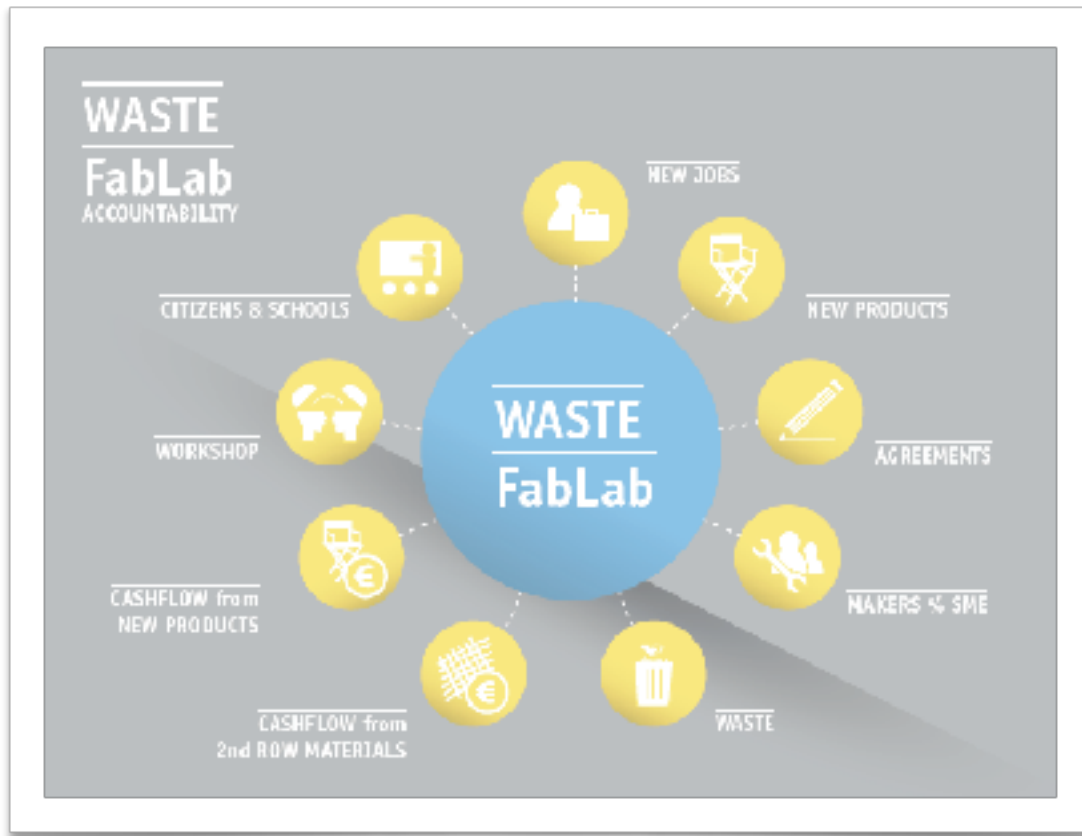 WASTE
FabLab
ACCOUNTABILITY
NEW JOBS
NEW PRODUCTS
AGREEMENTS
MAKERS % SME
WASTE
CASHFLOW from
2nd ROW MATERIALS
CASHFLOW from
NEW PRODUCTS
WORKSHOP
CITIZENS & SCHOOLS
WASTE
FabLab
€
€